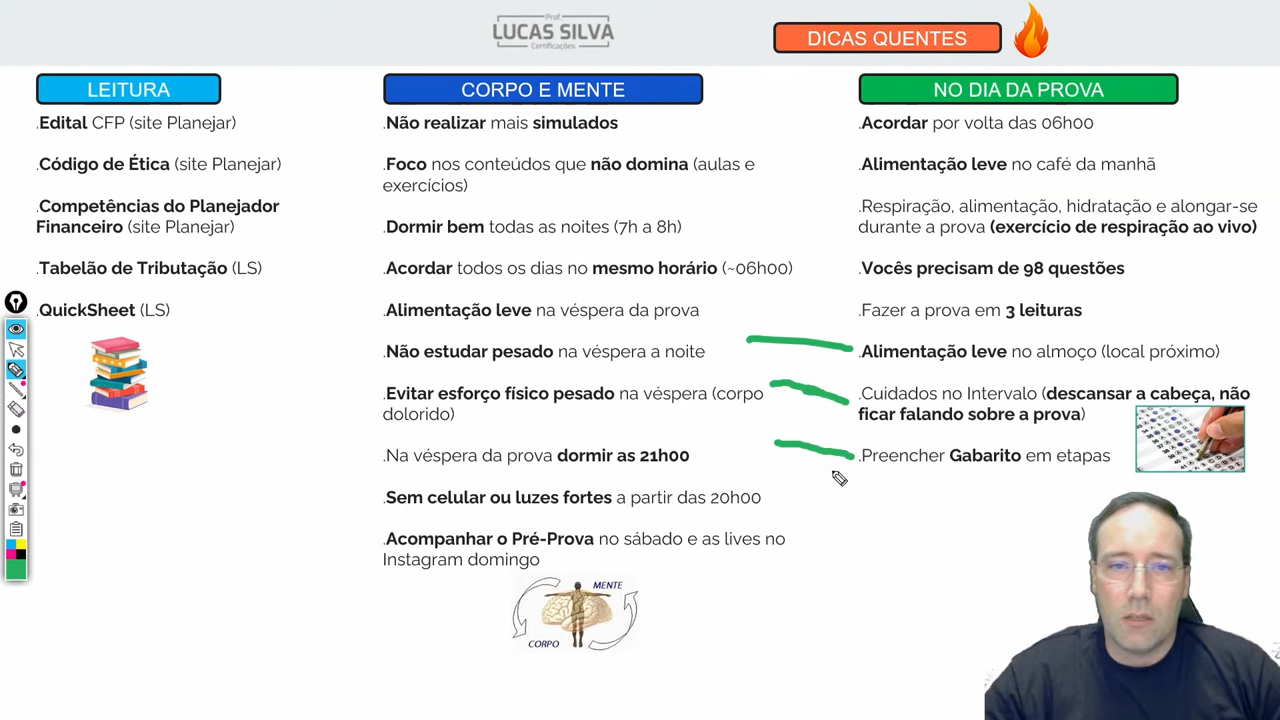 Prof.
LUCAS SILVA
Certificações
DICAS QUENTES
LEITURA
.Edital CFP (site Planejar)
.Código de Ética (site Planejar)
.Competências do Planejador
Financeiro (site Planejar)
.Tabelão de Tributação (LS)
.QuickSheet (LS)
CORPO E MENTE
.Não realizar mais simulados
.Foco nos conteúdos que não domina (aulas e
exercícios)
.Dormir bem todas as noites (7h a 8h)
.Acordar todos os dias no mesmo horário (~06h00)
.Alimentação leve na véspera da prova
.Não estudar pesado na véspera a noite
.Evitar esforço físico pesado na véspera (corpo
dolorido)
.Na véspera da prova dormir as 21h00
.Sem celular ou luzes fortes a partir das 20h00
.Acompanhar o Pré-Prova no sábado e as lives no
Instagram domingo
MENTE
CORPO
NO DIA DA PROVA
.Acordar por volta das 06h00
.Alimentação leve no café da manhã
.Respiração, alimentação, hidratação e alongar-se
durante a prova (exercício de respiração ao vivo)
.Vocês precisam de 98 questões
.Fazer a prova em 3 leituras
.Alimentação leve no almoço (local próximo)
.Cuidados no Intervalo (descansar a cabeça, não
ficar falando sobre a prova)
.Preencher Gabarito em etapas